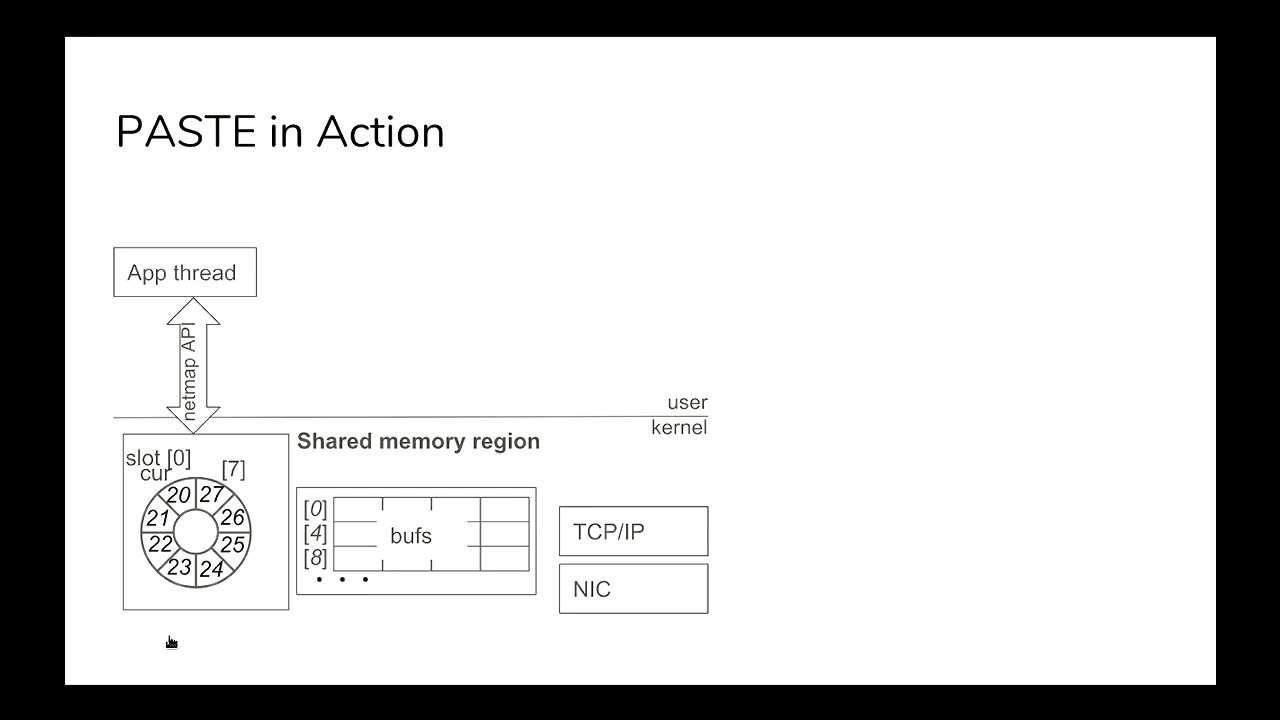 PASTE in Action
App thread
netmap API
user
kernel
Shared memory region
slot [0]
cur
[7]
20 27
21 26
22 25
23 24
[0]
[4]
[8]
bufs
. . .
TCP/IP
NIC